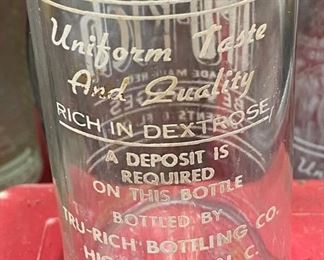 Uniform Taste
And Quality
RICH IN DEXTROSE
A DEPOSIT IS
REQUIRED
ON THIS BOTTLE
BOTTLED BY
TRU-RICH BOTTLING CO.